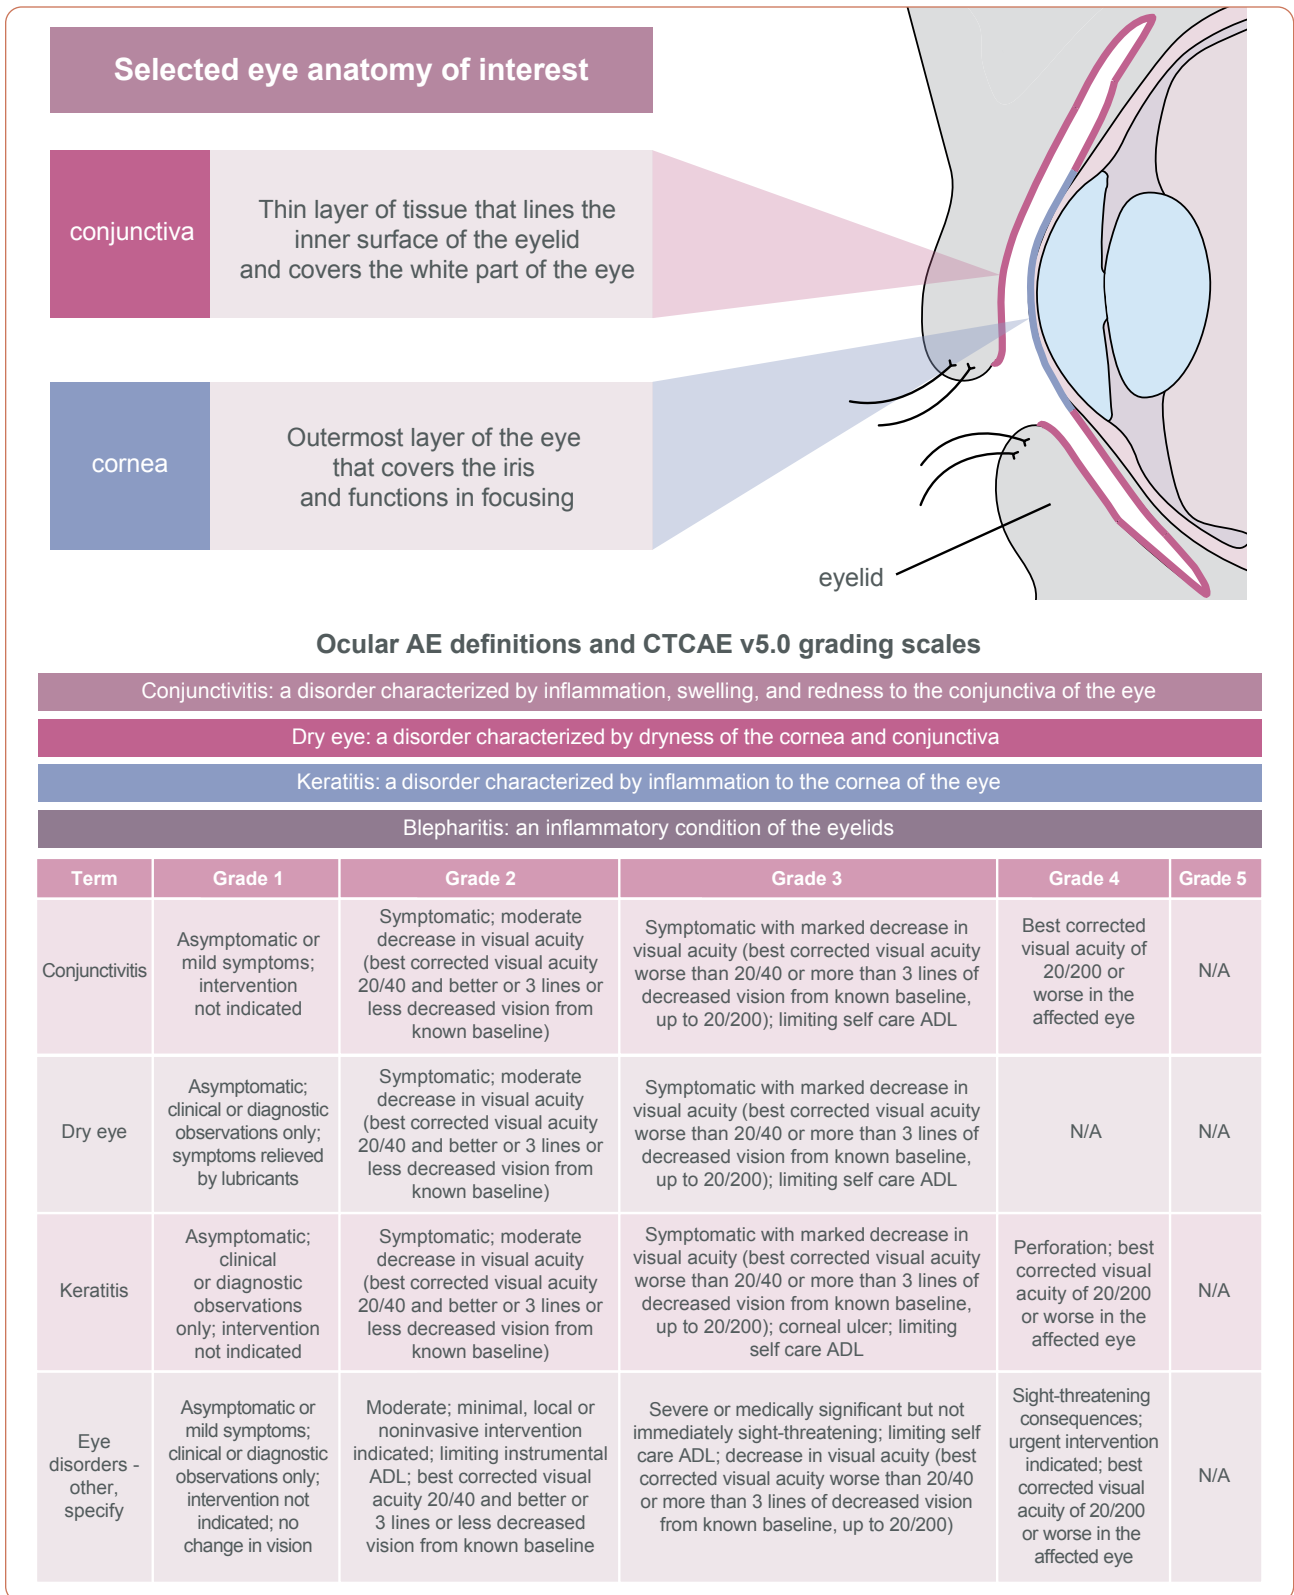 Selected eye anatomy of interest
conjunctiva
Thin layer of tissue that lines the
inner surface of the eyelid
and covers the white part of the eye
cornea
Outermost layer of the eye
that covers the iris
and functions in focusing
eyelid
Ocular AE definitions and CTCAE v5.0 grading scales
Conjunctivitis: a disorder characterized by inflammation, swelling, and redness to the conjunctiva of the eye
Dry eye: a disorder characterized by dryness of the cornea and conjunctiva
Keratitis: a disorder characterized by inflammation to the cornea of the eye
Blepharitis: an inflammatory condition of the eyelids
Term
Grade 1
Grade 2
Grade 3
Grade 4
Grade 5
Conjunctivitis
Asymptomatic or
mild symptoms;
intervention
not indicated
Symptomatic; moderate
decrease in visual acuity
(best corrected visual acuity
20/40 and better or 3 lines or
less decreased vision from
known baseline)
Symptomatic with marked decrease in
visual acuity (best corrected visual acuity
worse than 20/40 or more than 3 lines of
decreased vision from known baseline,
up to 20/200); limiting self care ADL
Best corrected
visual acuity of
20/200 or
worse in the
affected eye
N/A
Dry eye
Asymptomatic;
clinical or diagnostic
observations only;
symptoms relieved
by lubricants
Symptomatic; moderate
decrease in visual acuity
(best corrected visual acuity
20/40 and better or 3 lines or
less decreased vision from
known baseline)
Symptomatic with marked decrease in
visual acuity (best corrected visual acuity
worse than 20/40 or more than 3 lines of
decreased vision from known baseline,
up to 20/200); limiting self care ADL
N/A
N/A
Keratitis
Asymptomatic;
clinical
or diagnostic
observations
only; intervention
not indicated
Symptomatic; moderate
decrease in visual acuity
(best corrected visual acuity
20/40 and better or 3 lines or
less decreased vision from
known baseline)
Symptomatic with marked decrease in
visual acuity (best corrected visual acuity
worse than 20/40 or more than 3 lines of
decreased vision from known baseline,
up to 20/200); corneal ulcer; limiting
self care ADL
Perforation; best
corrected visual
acuity of 20/200
or worse in the
affected eye
N/A
Eye
disorders -
other,
specify
Asymptomatic or
mild symptoms;
clinical or diagnostic
observations only;
intervention not
indicated; no
change in vision
Moderate; minimal, local or
noninvasive intervention
indicated; limiting instrumental
ADL; best corrected visual
acuity 20/40 and better or
3 lines or less decreased
vision from known baseline
Severe or medically significant but not
immediately sight-threatening; limiting self
care ADL; decrease in visual acuity (best
corrected visual acuity worse than 20/40
or more than 3 lines of decreased vision
from known baseline, up to 20/200)
Sight-threatening
consequences;
urgent intervention
indicated; best
corrected visual
acuity of 20/200
or worse in the
affected eye
N/A